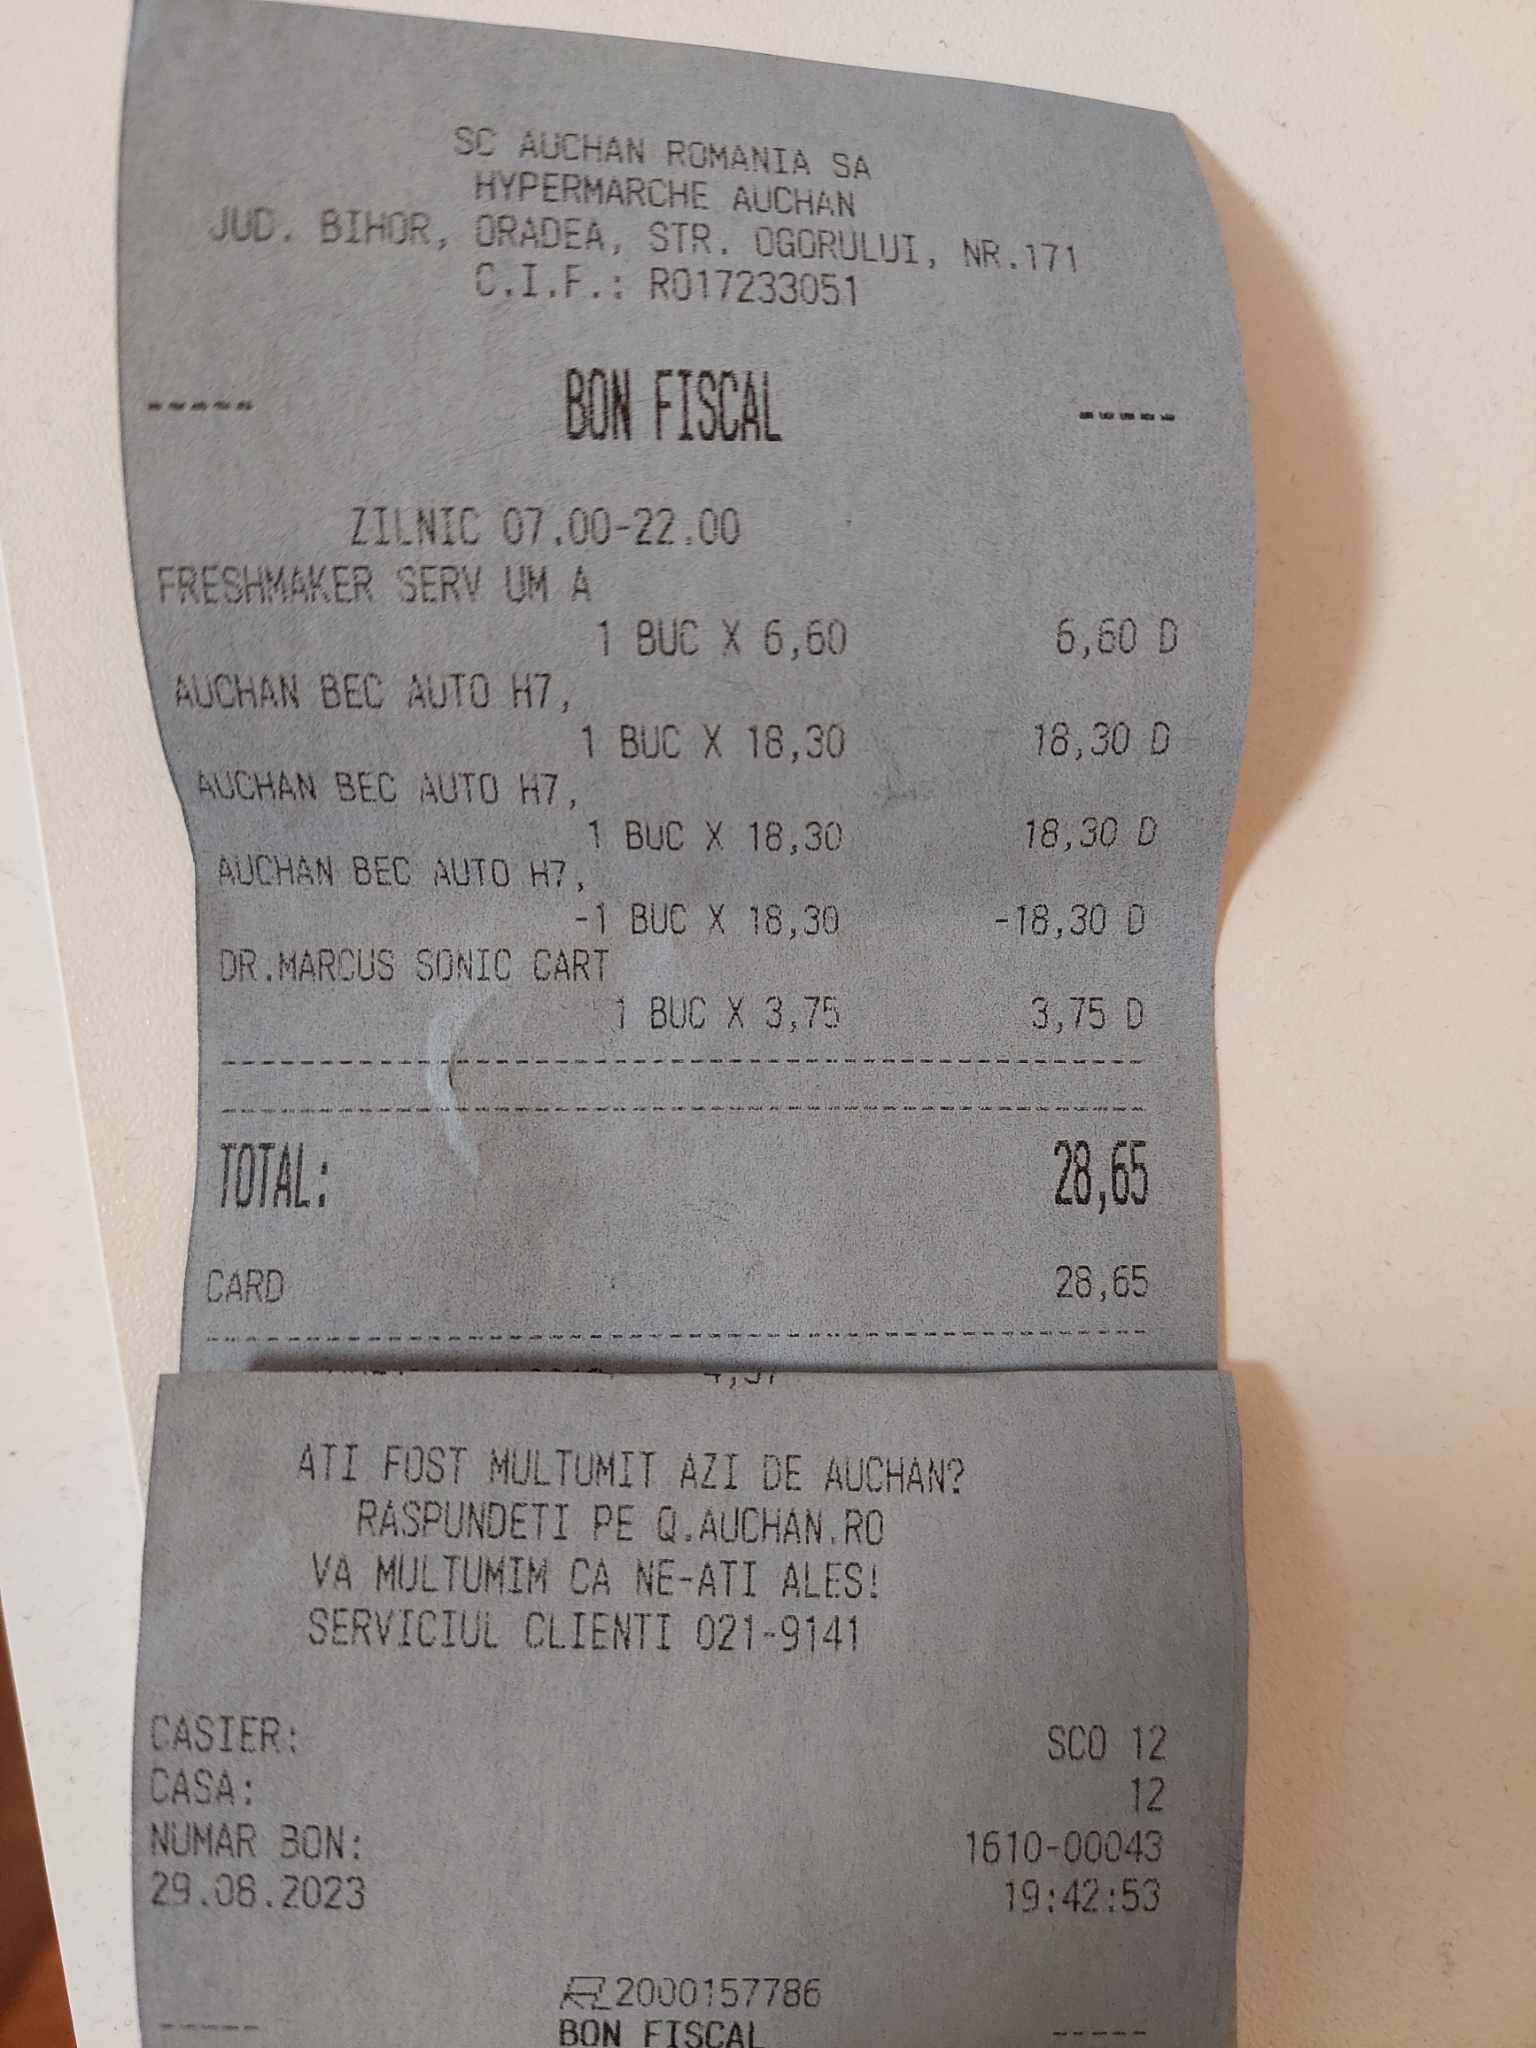 SC AUCHAN ROMANIA SA
HYPERMARCHE AUCHAN
JUD. BIHOR, ORADEA, STR. OGORULUI, NR.171
C.I.F.: RO17233051
----- BON FISCAL -----
ZILNIC 07.00-22.00
FRESHMAKER SERV UM A
1 BUC X 6,60 6,60 D
AUCHAN BEC AUTO H7,
1 BUC X 18,30 18,30 D
AUCHAN BEC AUTO H7,
1 BUC X 18,30 18,30 D
AUCHAN BEC AUTO H7,
-1 BUC X 18,30 -18,30 D
DR.MARCUS SONIC CART
1 BUC X 3,75 3,75 D
TOTAL: 28,65
CARD 28,65
4,57
ATI FOST MULTUMIT AZI DE AUCHAN?
RASPUNDETI PE Q.AUCHAN.RO
VA MULTUMIM CA NE-ATI ALES!
SERVICIUL CLIENTI 021-9141
CASIER: SCO 12
CASA: 12
NUMAR BON: 1610-00043
29.08.2023 19:42:53
2000157786
----- BON FISCAL -----